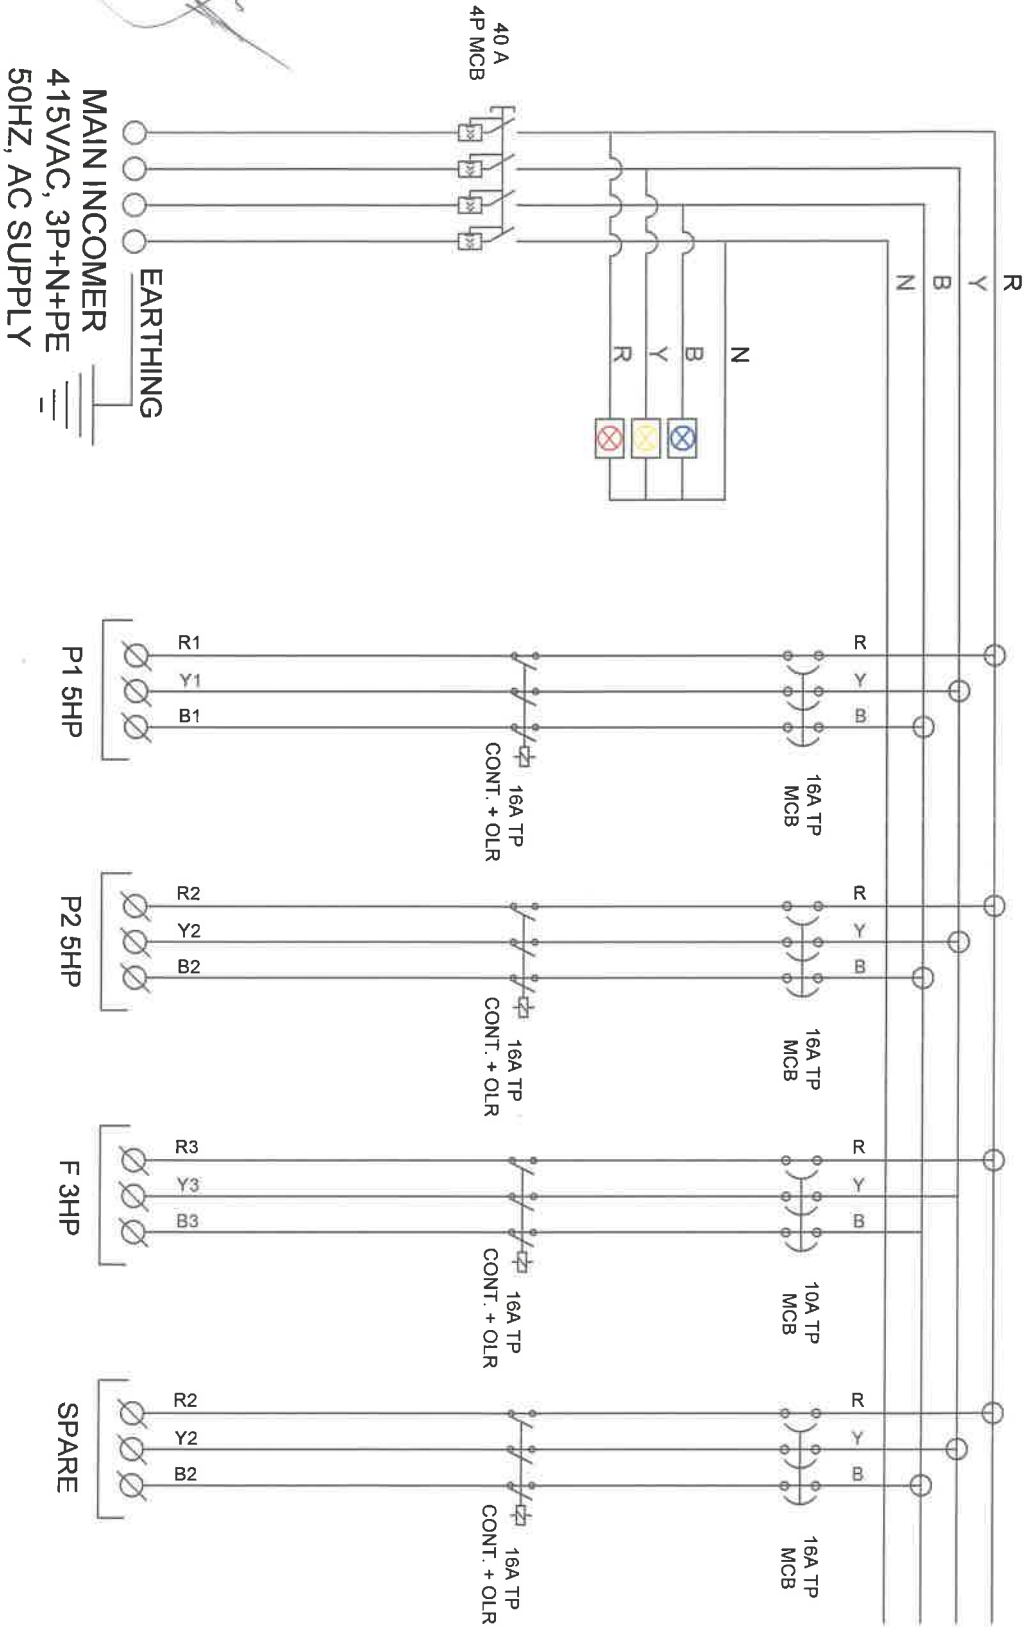 R
Y
B
N
N
B
Y
R
40 A
4P MCB
EARTHING
MAIN INCOMER
415VAC, 3P+N+PE
50HZ, AC SUPPLY
R
Y
B
16A TP
MCB
16A TP
CONT. + OLR
R1
Y1
B1
P1 5HP
R
Y
B
16A TP
MCB
16A TP
CONT. + OLR
R2
Y2
B2
P2 5HP
R
Y
B
10A TP
MCB
16A TP
CONT. + OLR
R3
Y3
B3
F 3HP
R
Y
B
16A TP
MCB
16A TP
CONT. + OLR
R2
Y2
B2
SPARE